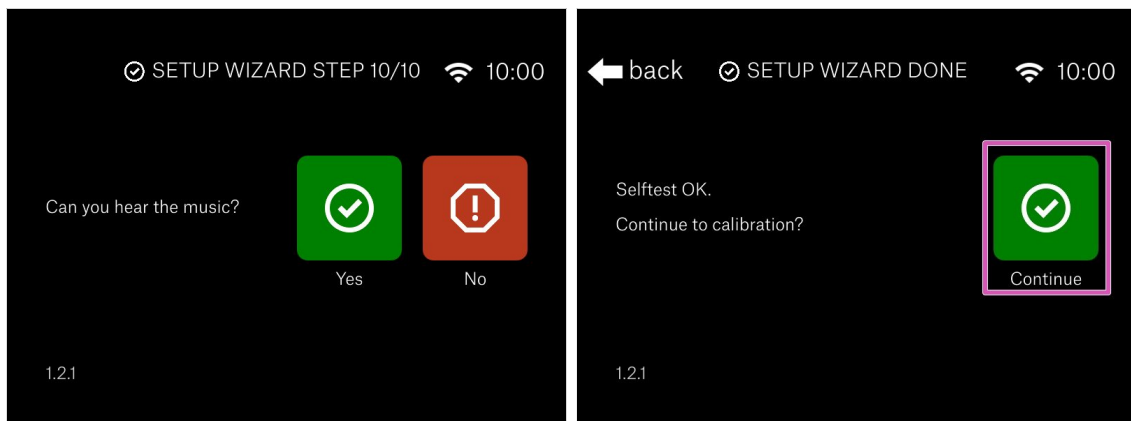 SETUP WIZARD STEP 10/10 10:00
Can you hear the music?
Yes No
1.2.1
back SETUP WIZARD DONE 10:00
Selftest OK.
Continue to calibration?
Continue
1.2.1